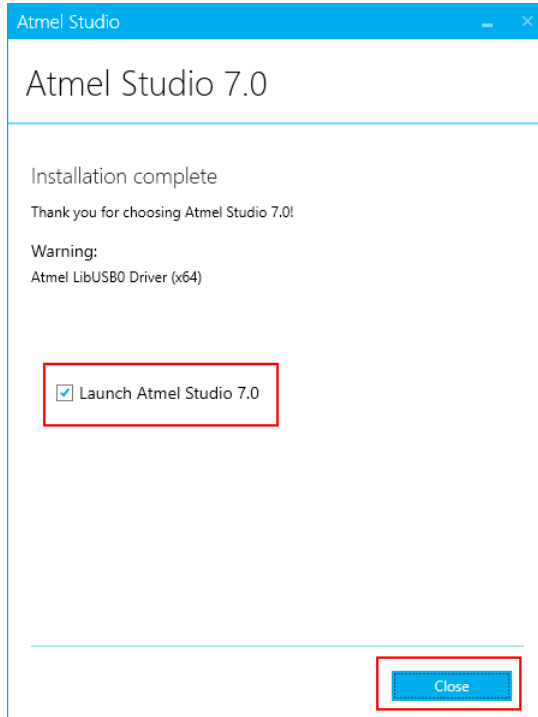 Atmel Studio
Atmel Studio 7.0
Installation complete
Thank you for choosing Atmel Studio 7.0!
Warning:
Atmel LibUSB0 Driver (x64)
Launch Atmel Studio 7.0
Close